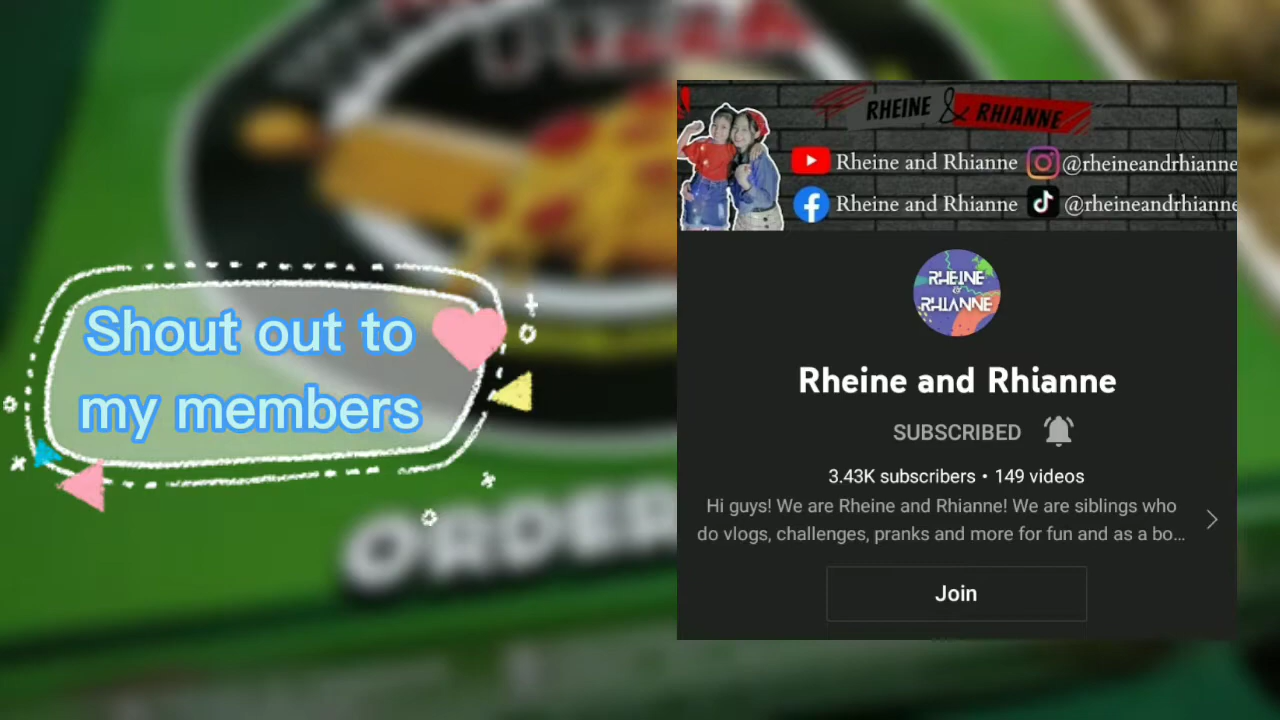 Shout out to
my members
RHEINE & RHIANNE
Rheine and Rhianne
@rheineandrhianne
Rheine and Rhianne
@rheineandrhianne
RHEINE
&
RHIANNE
Rheine and Rhianne
SUBSCRIBED
3.43K subscribers • 149 videos
Hi guys! We are Rheine and Rhianne! We are siblings who
do vlogs, challenges, pranks and more for fun and as a bo...
Join
ORDER